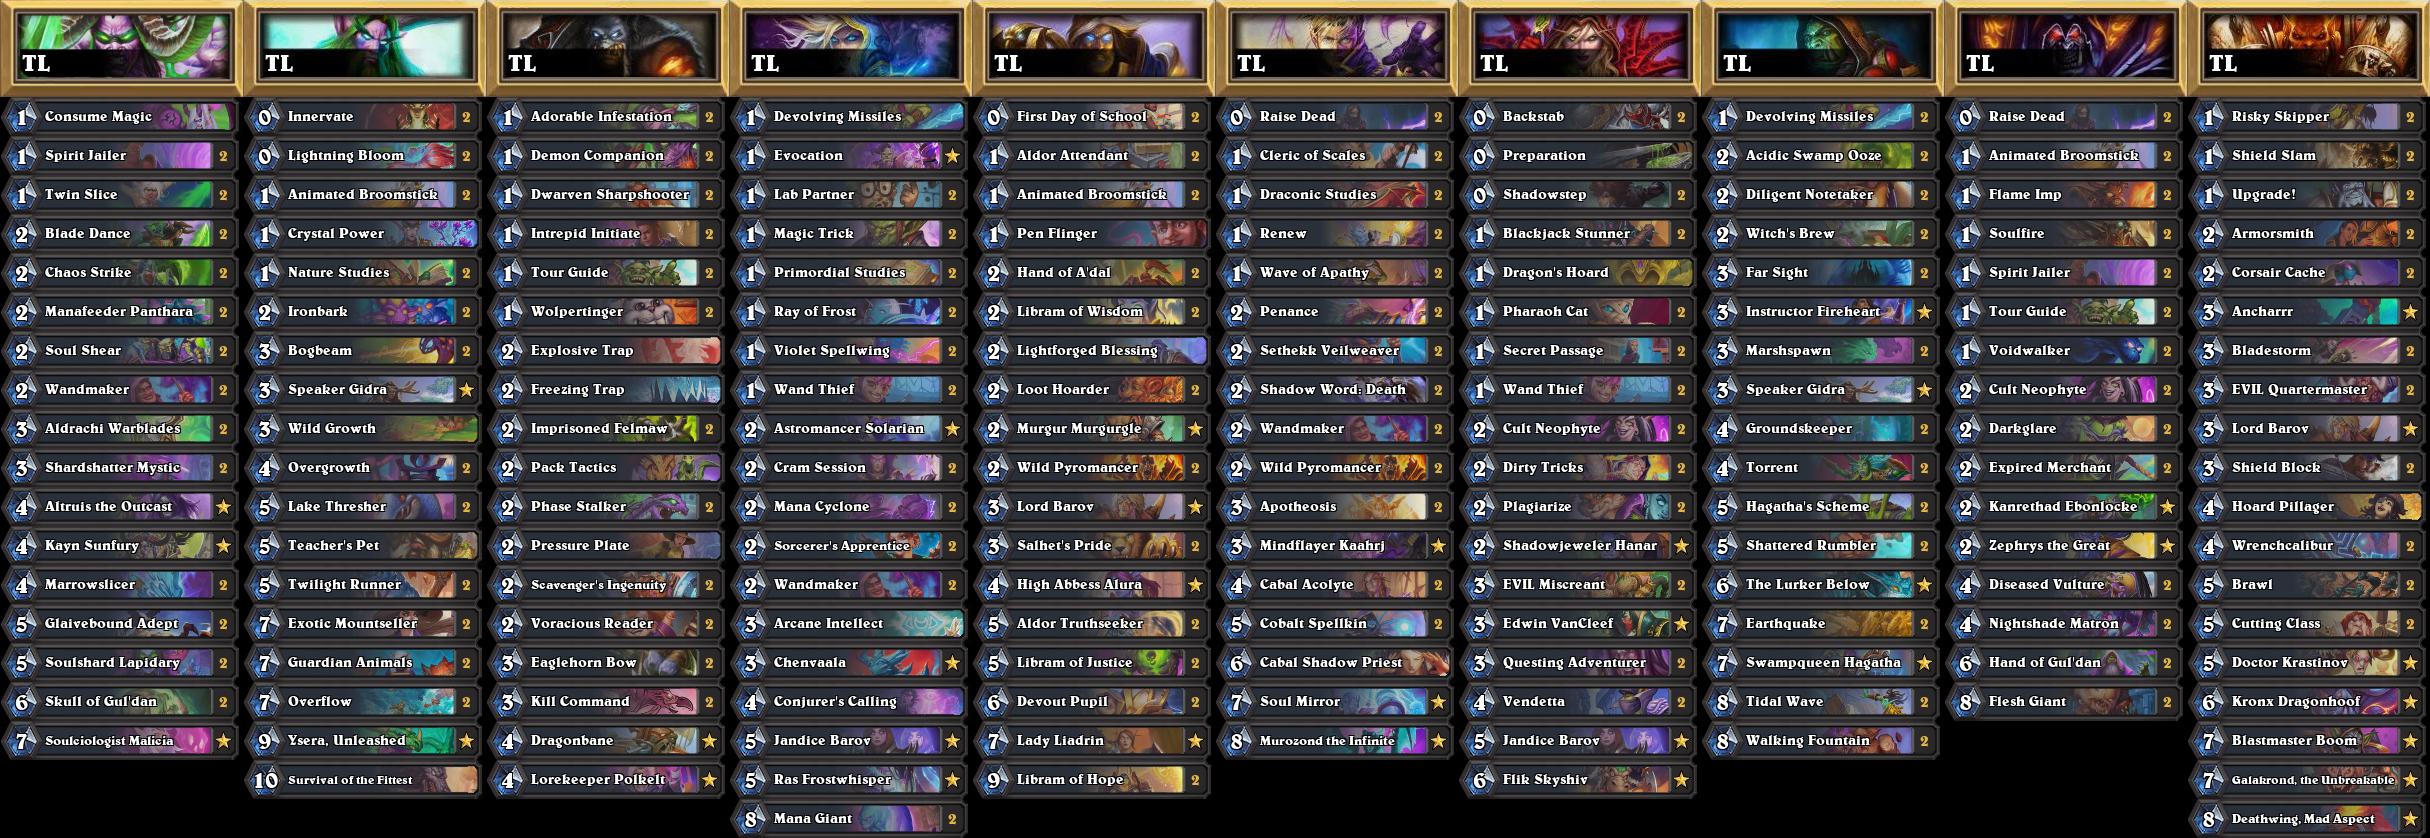 TL
1 Consume Magic
1 Spirit Jailer 2
1 Twin Slice 2
2 Blade Dance 2
2 Chaos Strike 2
2 Manafeeder Panthara 2
2 Soul Shear 2
2 Wandmaker 2
3 Aldrachi Warblades 2
3 Shardshatter Mystic 2
4 Altruis the Outcast
4 Kayn Sunfury
4 Marrowslicer 2
5 Glaivebound Adept 2
5 Soulshard Lapidary 2
6 Skull of Gul'dan 2
7 Soulciologist Malicia
TL
0 Innervate 2
0 Lightning Bloom 2
1 Animated Broomstick 2
1 Crystal Power
1 Nature Studies 2
2 Ironbark 2
3 Bogbeam 2
3 Speaker Gidra
3 Wild Growth
4 Overgrowth 2
5 Lake Thresher 2
5 Teacher's Pet
5 Twilight Runner 2
7 Exotic Mountseller 2
7 Guardian Animals 2
7 Overflow 2
9 Ysera, Unleashed
10 Survival of the Fittest
TL
1 Adorable Infestation 2
1 Demon Companion 2
1 Dwarven Sharpshooter 2
1 Intrepid Initiate 2
1 Tour Guide 2
1 Wolpertinger 2
2 Explosive Trap
2 Freezing Trap
2 Imprisoned Felmaw 2
2 Pack Tactics
2 Phase Stalker 2
2 Pressure Plate
2 Scavenger's Ingenuity 2
2 Voracious Reader 2
3 Eaglehorn Bow 2
3 Kill Command 2
4 Dragonbane
4 Lorekeeper Polkelt
TL
1 Devolving Missiles
1 Evocation
1 Lab Partner 2
1 Magic Trick 2
1 Primordial Studies 2
1 Ray of Frost 2
1 Violet Spellwing 2
1 Wand Thief 2
2 Astromancer Solarian
2 Cram Session 2
2 Mana Cyclone 2
2 Sorcerer's Apprentice 2
2 Wandmaker 2
3 Arcane Intellect
3 Chenvaala
4 Conjurer's Calling
5 Jandice Barov
5 Ras Frostwhisper
8 Mana Giant 2
TL
0 First Day of School 2
1 Aldor Attendant 2
1 Animated Broomstick 2
1 Pen Flinger
2 Hand of A'dal 2
2 Libram of Wisdom 2
2 Lightforged Blessing
2 Loot Hoarder 2
2 Murgur Murgurgle
2 Wild Pyromancer 2
3 Lord Barov
3 Salhet's Pride 2
4 High Abbess Alura
5 Aldor Truthseeker 2
5 Libram of Justice 2
6 Devout Pupil 2
7 Lady Liadrin
9 Libram of Hope 2
TL
0 Raise Dead 2
1 Cleric of Scales 2
1 Draconic Studies 2
1 Renew 2
1 Wave of Apathy 2
2 Penance 2
2 Sethekk Veilweaver 2
2 Shadow Word: Death 2
2 Wandmaker 2
2 Wild Pyromancer 2
3 Apotheosis 2
3 Mindflayer Kaahrj
4 Cabal Acolyte 2
5 Cobalt Spellkin 2
6 Cabal Shadow Priest
7 Soul Mirror
8 Murozond the Infinite
TL
0 Backstab 2
0 Preparation
0 Shadowstep 2
1 Blackjack Stunner 2
1 Dragon's Hoard
1 Pharaoh Cat 2
1 Secret Passage 2
1 Wand Thief 2
2 Cult Neophyte 2
2 Dirty Tricks 2
2 Plagiarize 2
2 Shadowjeweler Hanar
3 EVIL Miscreant 2
3 Edwin VanCleef
3 Questing Adventurer 2
4 Vendetta 2
5 Jandice Barov
6 Flik Skyshiv
TL
1 Devolving Missiles 2
2 Acidic Swamp Ooze 2
2 Diligent Notetaker 2
2 Witch's Brew 2
3 Far Sight 2
3 Instructor Fireheart
3 Marshspawn 2
3 Speaker Gidra
4 Groundskeeper 2
4 Torrent 2
5 Hagatha's Scheme 2
5 Shattered Rumbler 2
6 The Lurker Below
7 Earthquake 2
7 Swampqueen Hagatha
8 Tidal Wave 2
8 Walking Fountain 2
TL
0 Raise Dead 2
1 Animated Broomstick 2
1 Flame Imp 2
1 Soulfire 2
1 Spirit Jailer 2
1 Tour Guide 2
1 Voidwalker 2
2 Cult Neophyte 2
2 Darkglare 2
2 Expired Merchant 2
2 Kanrethad Ebonlocke
2 Zephrys the Great
4 Diseased Vulture 2
4 Nightshade Matron 2
6 Hand of Gul'dan 2
8 Flesh Giant 2
TL
1 Risky Skipper 2
1 Shield Slam 2
1 Upgrade! 2
2 Armorsmith 2
2 Corsair Cache 2
3 Ancharrr
3 Bladestorm 2
3 EVIL Quartermaster 2
3 Lord Barov
3 Shield Block 2
4 Hoard Pillager
4 Wrenchcalibur 2
5 Brawl 2
5 Cutting Class 2
5 Doctor Krastinov
6 Kronx Dragonhoof
7 Blastmaster Boom
7 Galakrond, the Unbreakable
8 Deathwing, Mad Aspect